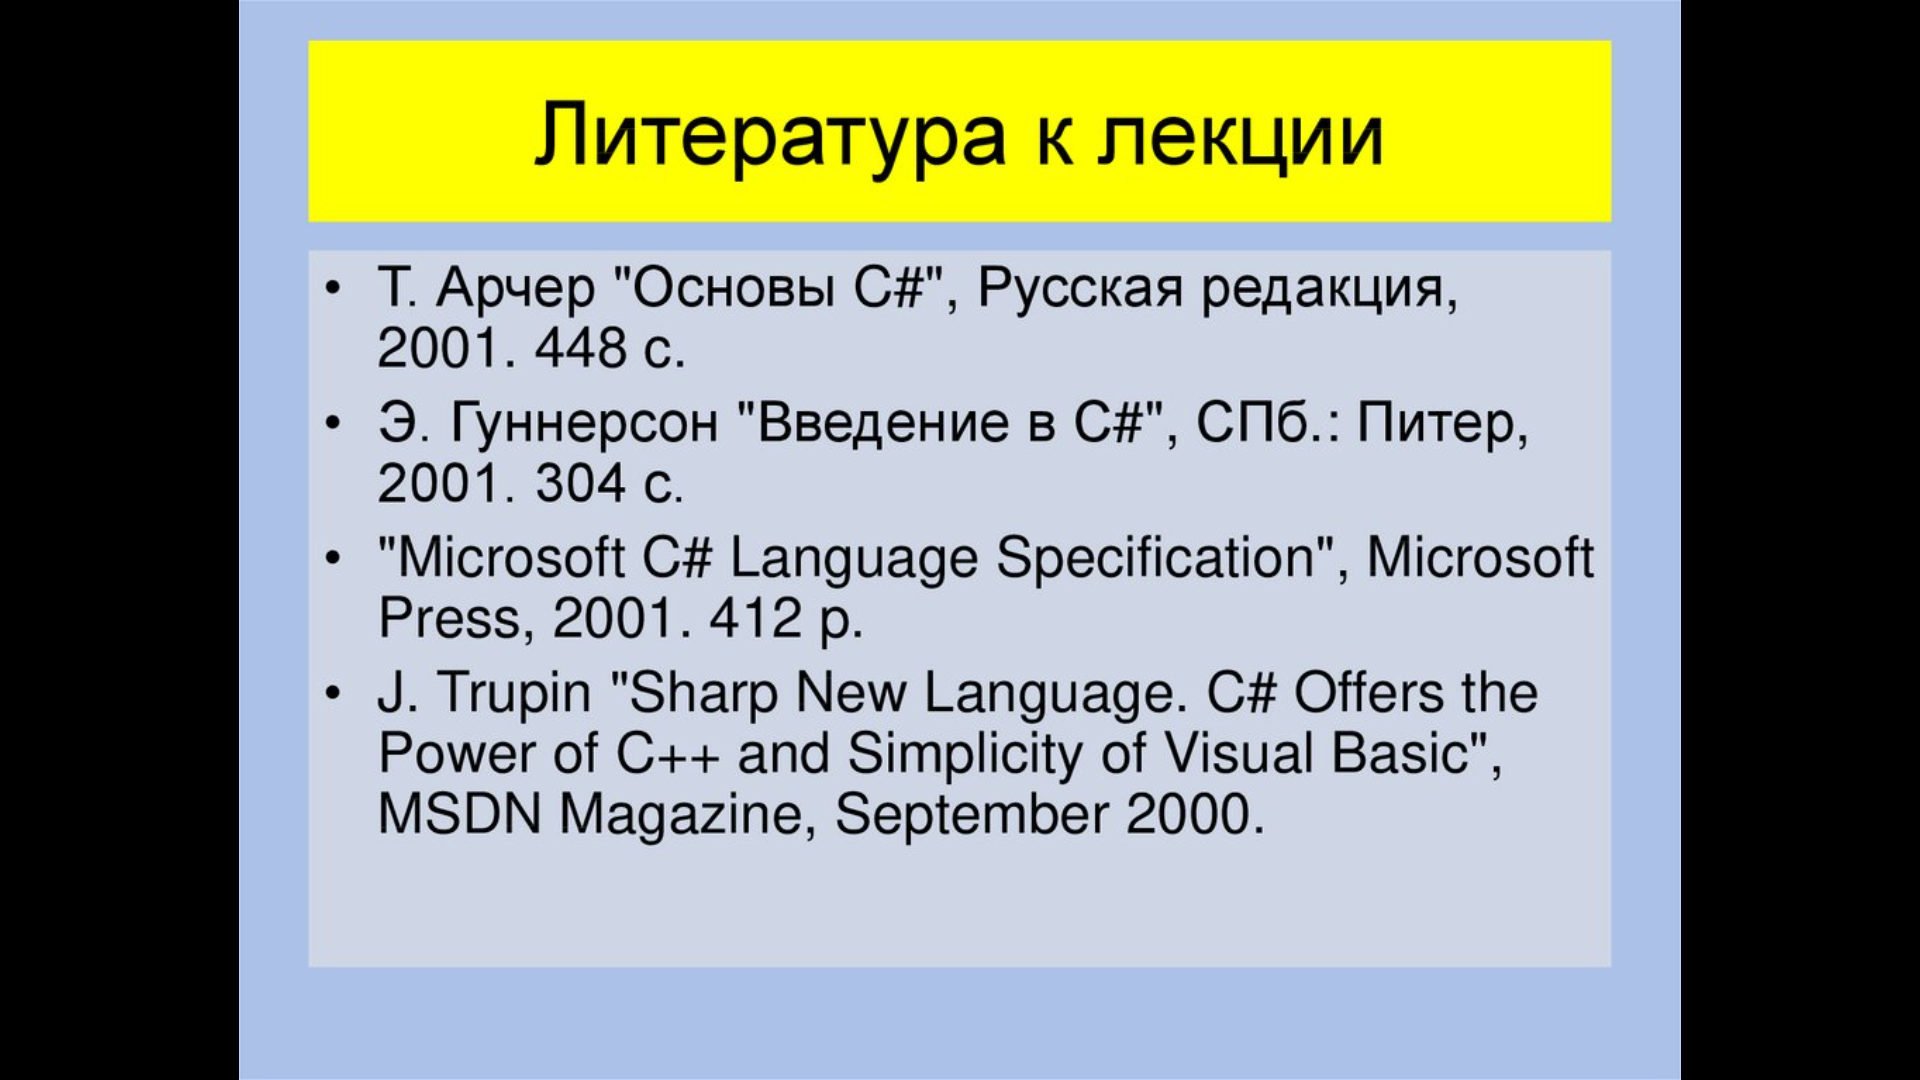 Литература к лекции
• Т. Арчер "Основы C#", Русская редакция,
2001. 448 с.
• Э. Гуннерсон "Введение в C#", СПб.: Питер,
2001. 304 с.
• "Microsoft C# Language Specification", Microsoft
Press, 2001. 412 p.
• J. Trupin "Sharp New Language. C# Offers the
Power of C++ and Simplicity of Visual Basic",
MSDN Magazine, September 2000.